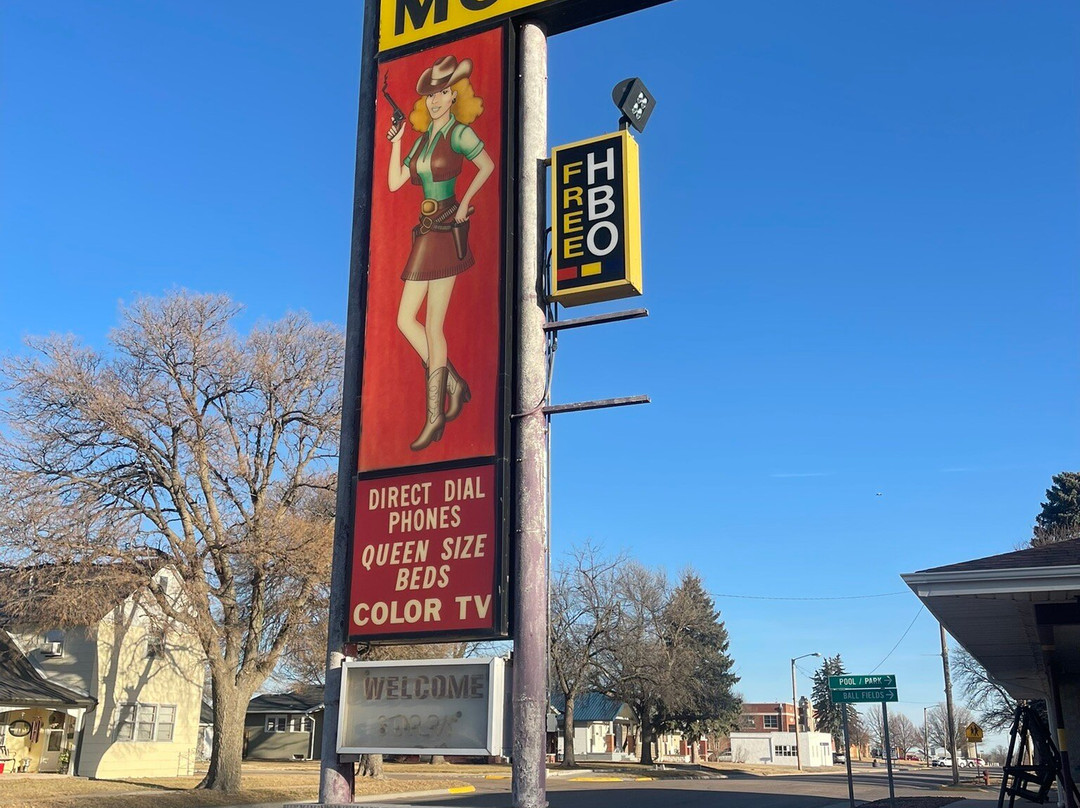 MO
DIRECT DIAL
PHONES
QUEEN SIZE
BEDS
COLOR TV
FREE
HBO
WELCOME
POOL / PARK
BALL FIELDS